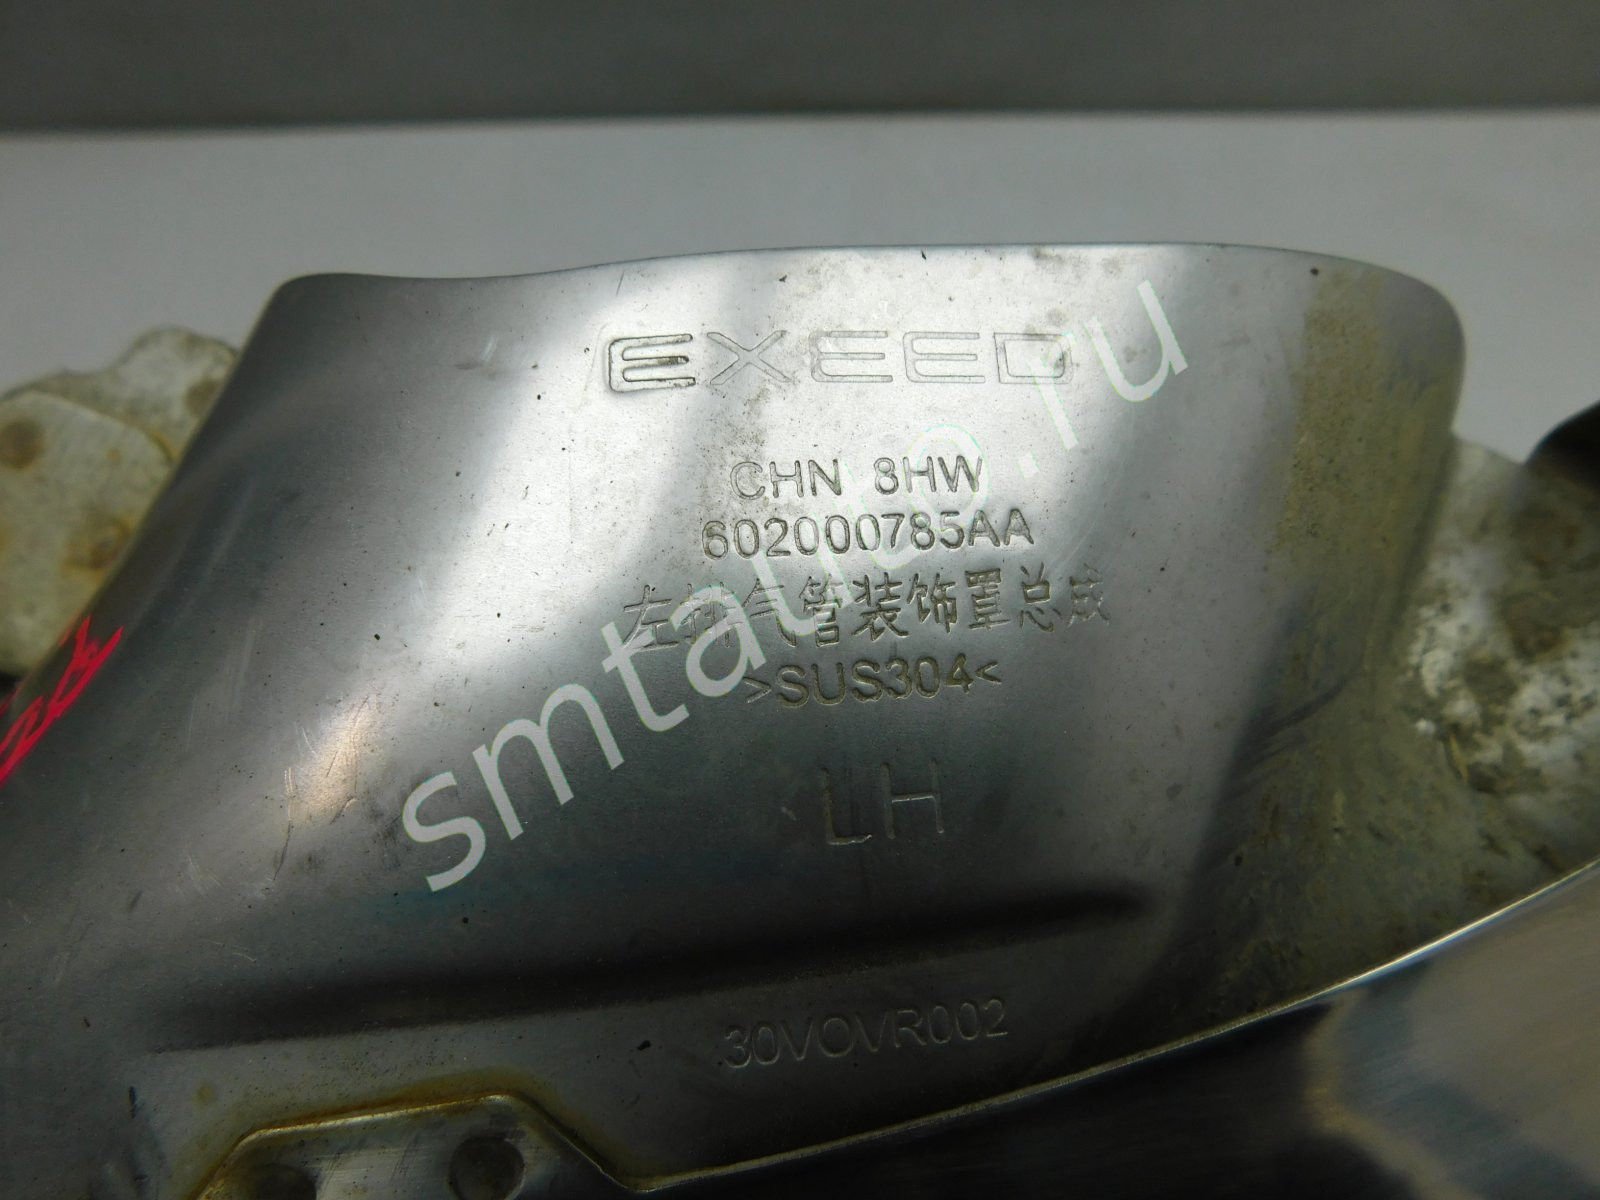 EXEED
CHN 8HW
602000785AA
左排气管装饰罩总成
>SUS304<
LH
30VOVR002
smtauto.ru